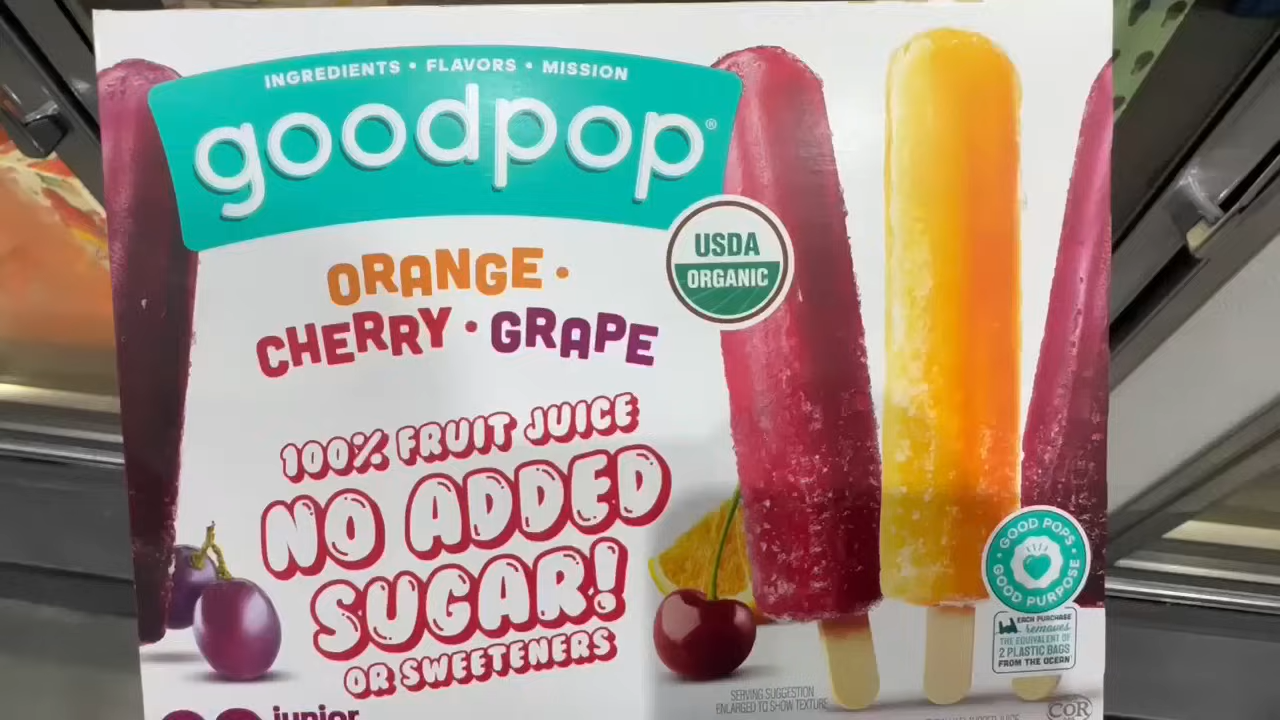 INGREDIENTS • FLAVORS • MISSION
goodpop®
USDA
ORGANIC
ORANGE •
CHERRY • GRAPE
100% FRUIT JUICE
NO ADDED
SUGAR!
OR SWEETENERS
junior
GOOD POPS •
GOOD PURPOSE •
EACH PURCHASE
removes
THE EQUIVALENT OF
2 PLASTIC BAGS
FROM THE OCEAN
SERVING SUGGESTION
ENLARGED TO SHOW TEXTURE
COR